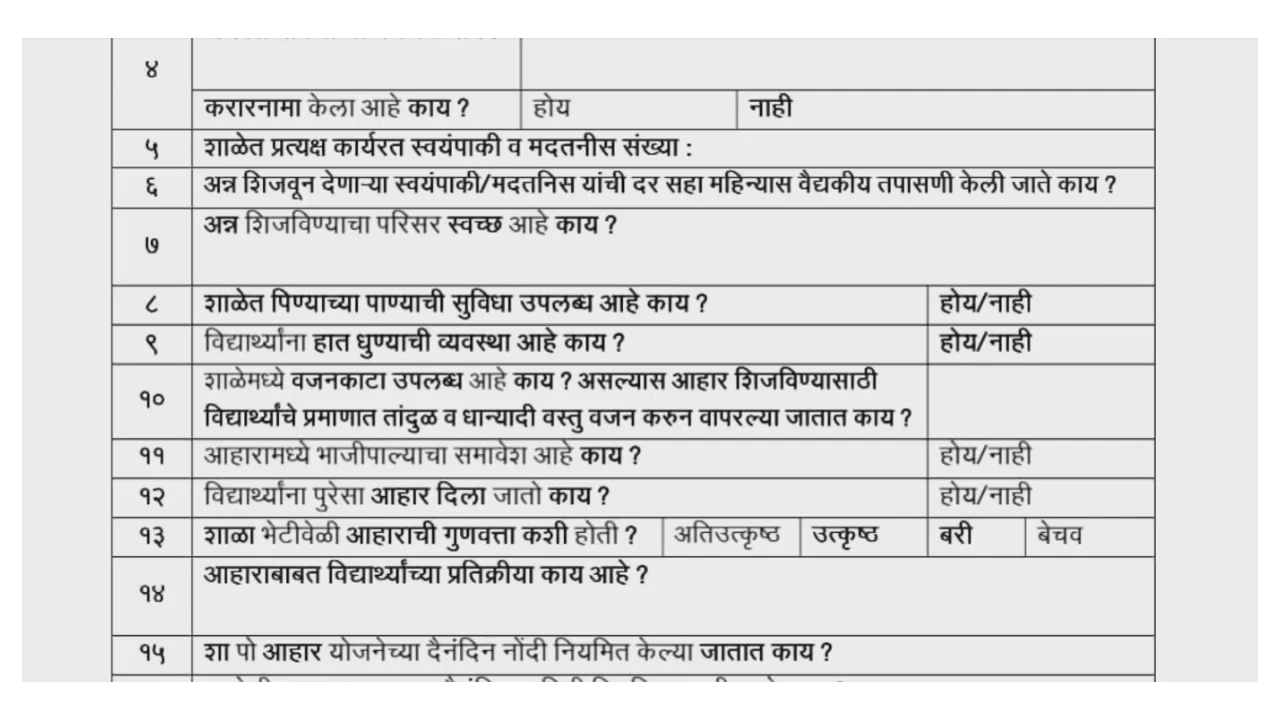 ४
करारनामा केला आहे काय ? होय नाही
५ शाळेत प्रत्यक्ष कार्यरत स्वयंपाकी व मदतनीस संख्या :
६ अन्न शिजवून देणाऱ्या स्वयंपाकी/मदतनिस यांची दर सहा महिन्यास वैद्यकीय तपासणी केली जाते काय ?
७ अन्न शिजविण्याचा परिसर स्वच्छ आहे काय ?
८ शाळेत पिण्याच्या पाण्याची सुविधा उपलब्ध आहे काय ? होय/नाही
९ विद्यार्थ्यांना हात धुण्याची व्यवस्था आहे काय ? होय/नाही
१० शाळेमध्ये वजनकाटा उपलब्ध आहे काय ? असल्यास आहार शिजविण्यासाठी
विद्यार्थ्यांचे प्रमाणात तांदुळ व धान्यादी वस्तु वजन करुन वापरल्या जातात काय ?
११ आहारामध्ये भाजीपाल्याचा समावेश आहे काय ? होय/नाही
१२ विद्यार्थ्यांना पुरेसा आहार दिला जातो काय ? होय/नाही
१३ शाळा भेटीवेळी आहाराची गुणवत्ता कशी होती ? अतिउत्कृष्ठ उत्कृष्ठ बरी बेचव
१४ आहाराबाबत विद्यार्थ्यांच्या प्रतिक्रीया काय आहे ?
१५ शा पो आहार योजनेच्या दैनंदिन नोंदी नियमित केल्या जातात काय ?